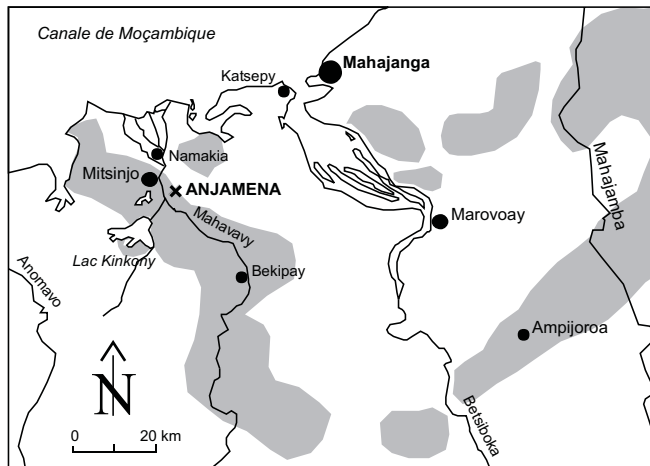 Canale de Moçambique
Mahajanga
Katsepy
Namakia
Mitsinjo
ANJAMENA
Mahavavy
Marovoay
Mahajamba
Lac Kinkony
Bekipay
Anomavo
Ampijoroa
Betsiboka
N
0 20 km